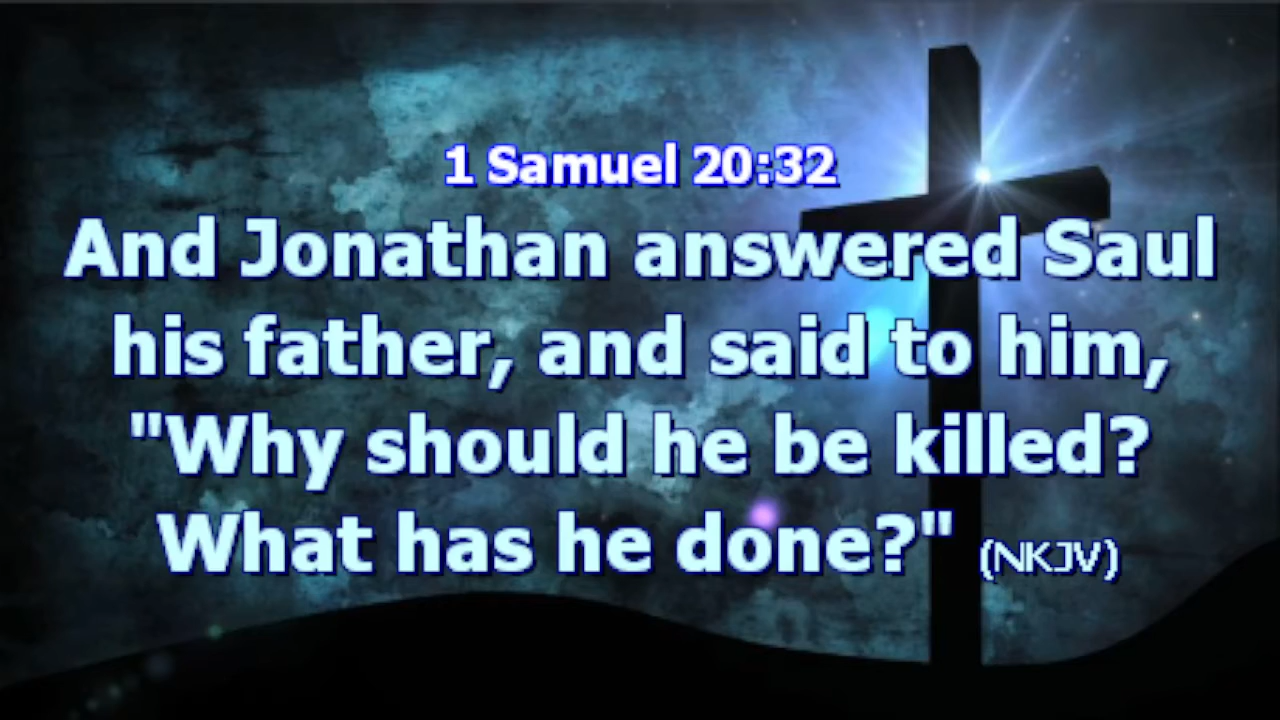 1 Samuel 20:32
And Jonathan answered Saul
his father, and said to him,
"Why should he be killed?
What has he done?" (NKJV)